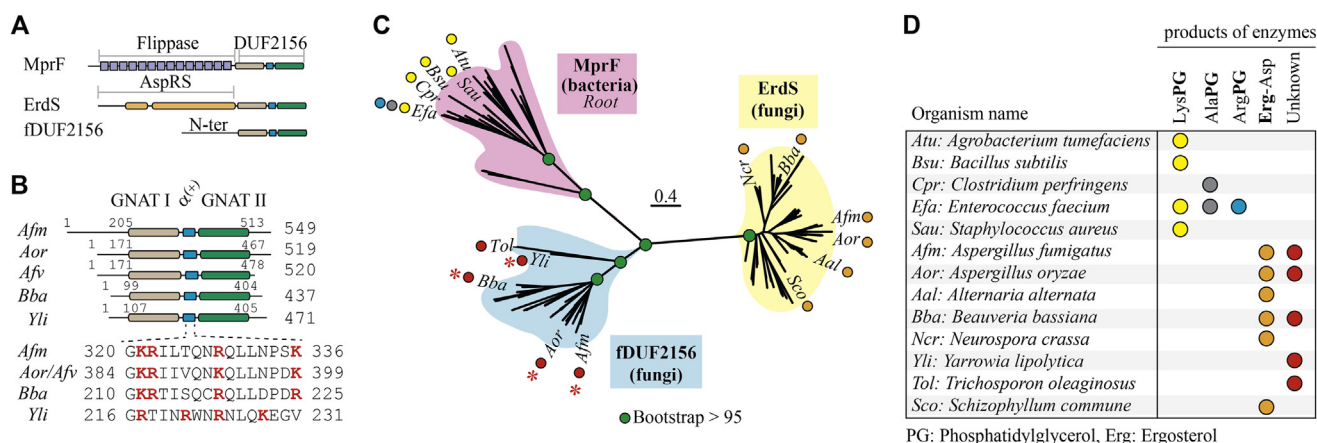 A
Flippase DUF2156
MprF
AspRS
ErdS
N-ter
fDUF2156
B
GNAT I α(+) GNAT II
Afm 1 205 513 549
Aor 1 171 467 519
Afv 1 171 478 520
Bba 1 99 404 437
Yli 1 107 405 471
Afm 320 GKRILTQNRQLLNPSK 336
Aor/Afv 384 GKRIIVQNKQLLNPDK 399
Bba 210 GKRTISQCRQLLDPDR 225
Yli 216 GRTINRWNRNLQKEGV 231
C
MprF
(bacteria)
Root
Atu
Bsu
Sau
Cpr
Efa
ErdS
(fungi)
Ncr
Bba
Afm
Aor
Aal
Sco
0.4
Tol
Yli
*
Bba
*
Aor
*
Afm
*
fDUF2156
(fungi)
Bootstrap > 95
D
products of enzymes
Organism name LysPG AlaPG ArgPG Erg-Asp Unknown
Atu: Agrobacterium tumefaciens
Bsu: Bacillus subtilis
Cpr: Clostridium perfringens
Efa: Enterococcus faecium
Sau: Staphylococcus aureus
Afm: Aspergillus fumigatus
Aor: Aspergillus oryzae
Aal: Alternaria alternata
Bba: Beauveria bassiana
Ncr: Neurospora crassa
Yli: Yarrowia lipolytica
Tol: Trichosporon oleaginosus
Sco: Schizophyllum commune
PG: Phosphatidylglycerol, Erg: Ergosterol